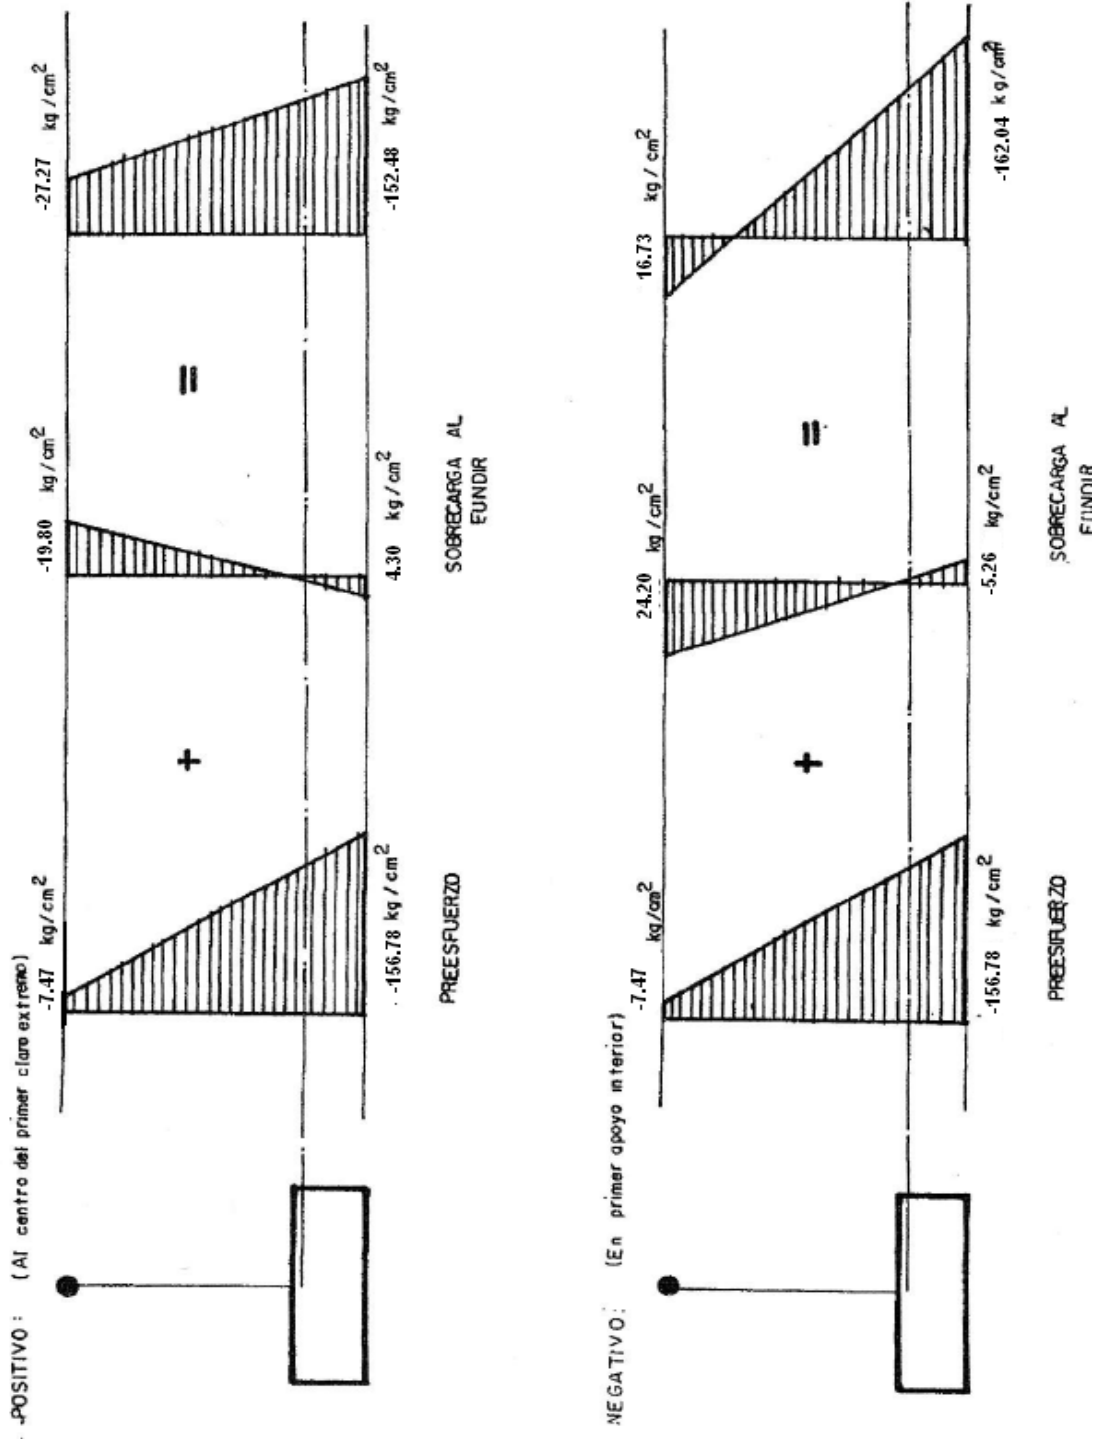 -POSITIVO: (Al centro del primer claro extremo)
-7.47 kg/cm2
-19.80 kg/cm2
-27.27 kg/cm2
+
=
-156.78 kg/cm2
4.30 kg/cm2
-152.48 kg/cm2
PREESFUERZO
SOBRECARGA AL
FUNDIR
NEGATIVO: (En primer apoyo interior)
-7.47 kg/cm2
24.20 kg/cm2
16.73 kg/cm2
+
=
-156.78 kg/cm2
-5.26 kg/cm2
-162.04 kg/cm2
PREESFUERZO
SOBRECARGA AL
FUNDIR